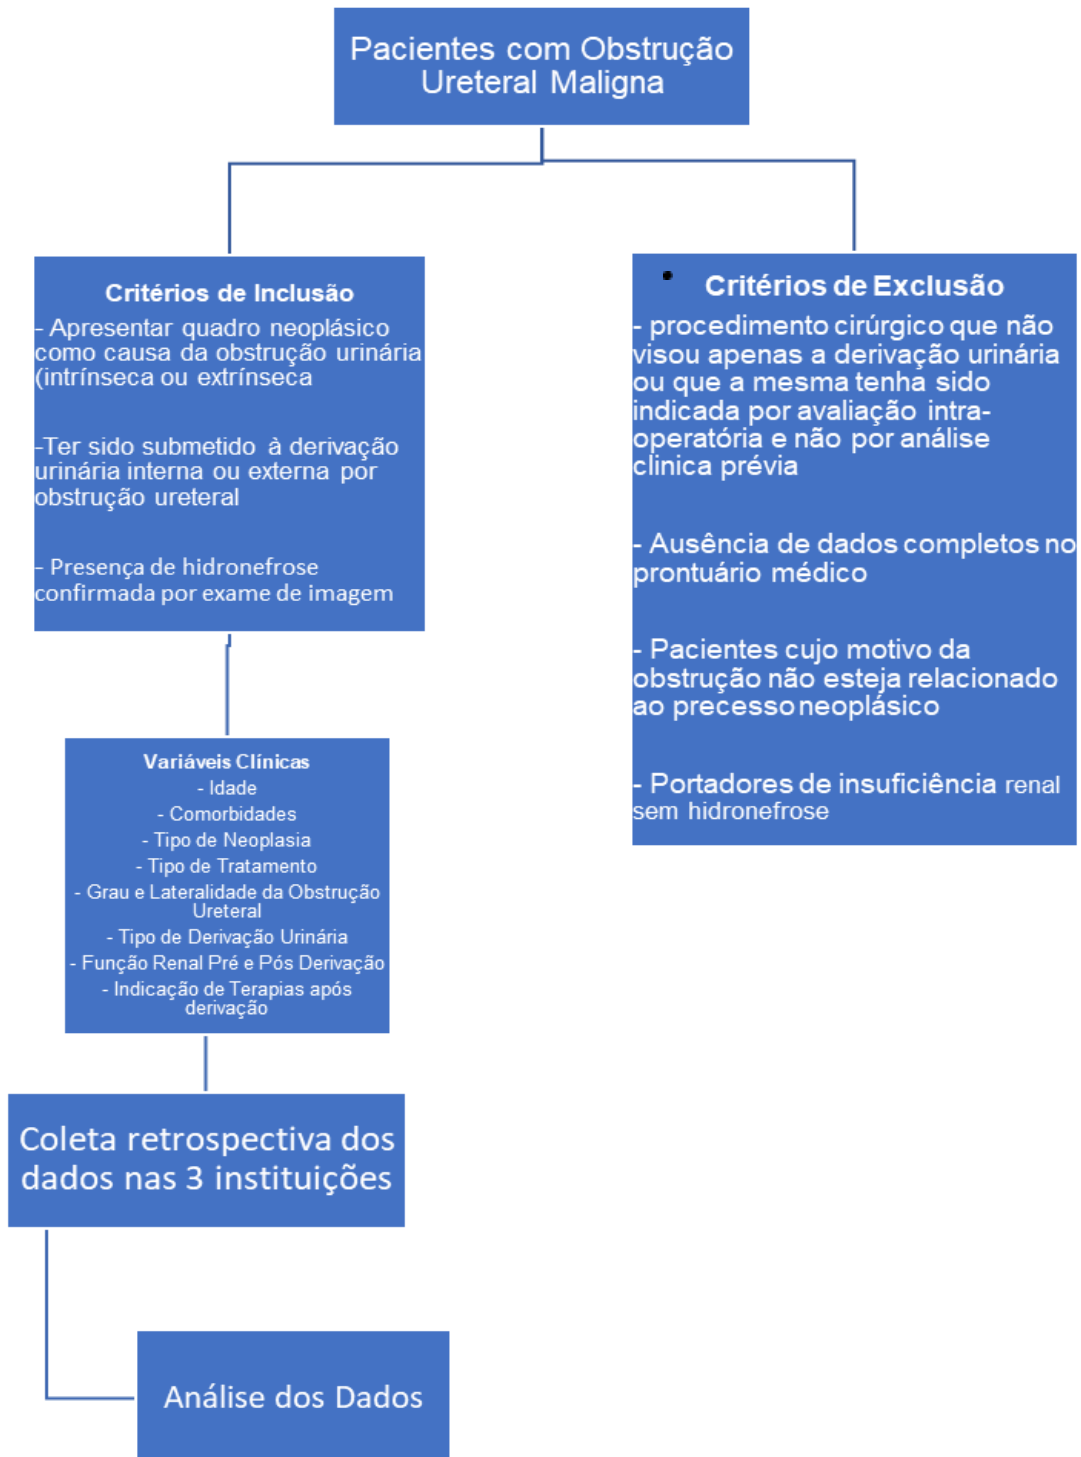 Pacientes com Obstrução
Ureteral Maligna
Critérios de Inclusão
- Apresentar quadro neoplásico
como causa da obstrução urinária
(intrínseca ou extrínseca
-Ter sido submetido à derivação
urinária interna ou externa por
obstrução ureteral
- Presença de hidronefrose
confirmada por exame de imagem
• Critérios de Exclusão
- procedimento cirúrgico que não
visou apenas a derivação urinária
ou que a mesma tenha sido
indicada por avaliação intra-
operatória e não por análise
clinica prévia
- Ausência de dados completos no
prontuário médico
- Pacientes cujo motivo da
obstrução não esteja relacionado
ao precesso neoplásico
- Portadores de insuficiência renal
sem hidronefrose
Variáveis Clínicas
- Idade
- Comorbidades
- Tipo de Neoplasia
- Tipo de Tratamento
- Grau e Lateralidade da Obstrução
Ureteral
- Tipo de Derivação Urinária
- Função Renal Pré e Pós Derivação
- Indicação de Terapias após
derivação
Coleta retrospectiva dos
dados nas 3 instituições
Análise dos Dados